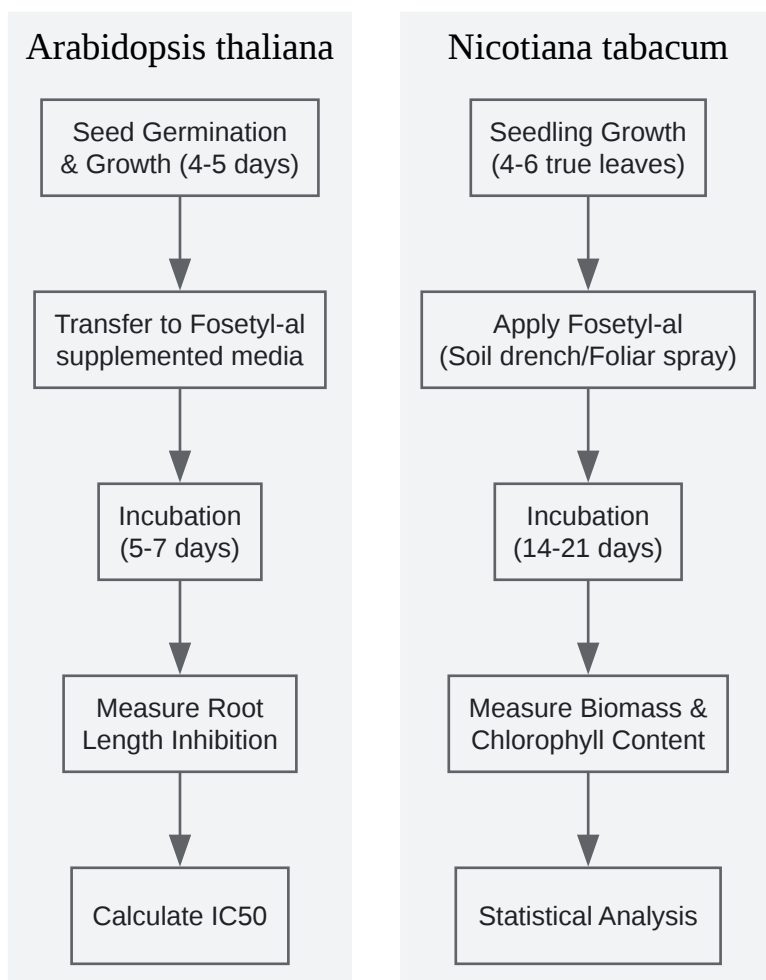 Arabidopsis thaliana
Seed Germination
& Growth (4-5 days)
Transfer to Fosetyl-al
supplemented media
Incubation
(5-7 days)
Measure Root
Length Inhibition
Calculate IC50
Nicotiana tabacum
Seedling Growth
(4-6 true leaves)
Apply Fosetyl-al
(Soil drench/Foliar spray)
Incubation
(14-21 days)
Measure Biomass &
Chlorophyll Content
Statistical Analysis